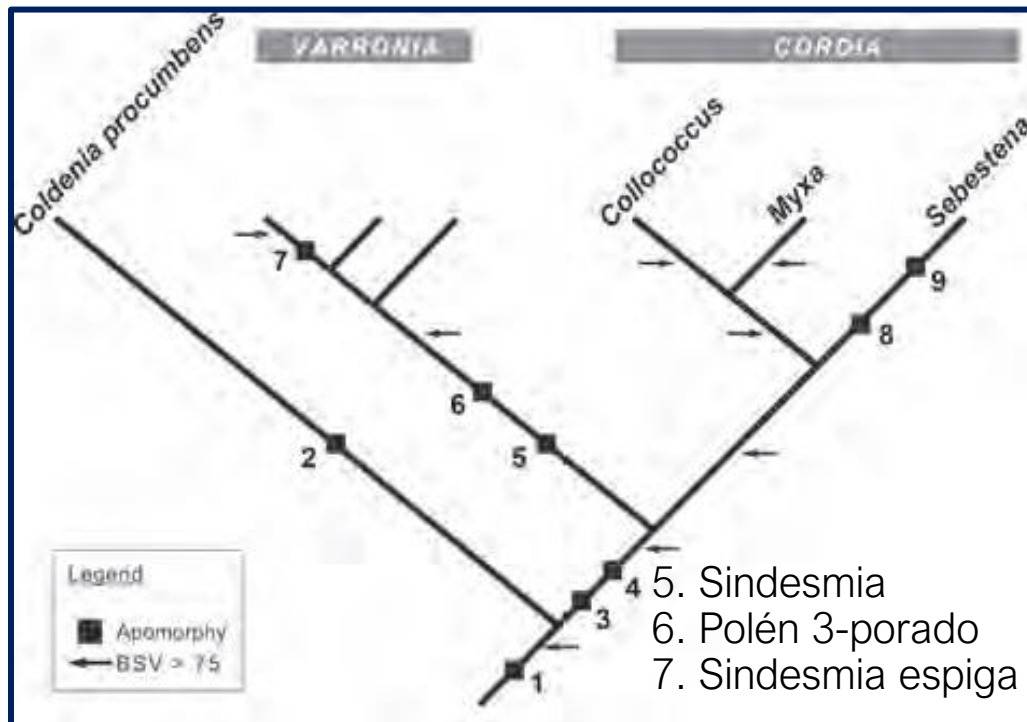 VARRONIA
CORDIA
Coldenia procumbens
Collococcus
Myxa
Sebestena
7
9
8
6
5
2
4
3
1
Legend
Apomorphy
BSV > 75
5. Sindesmia
6. Polén 3-porado
7. Sindesmia espiga